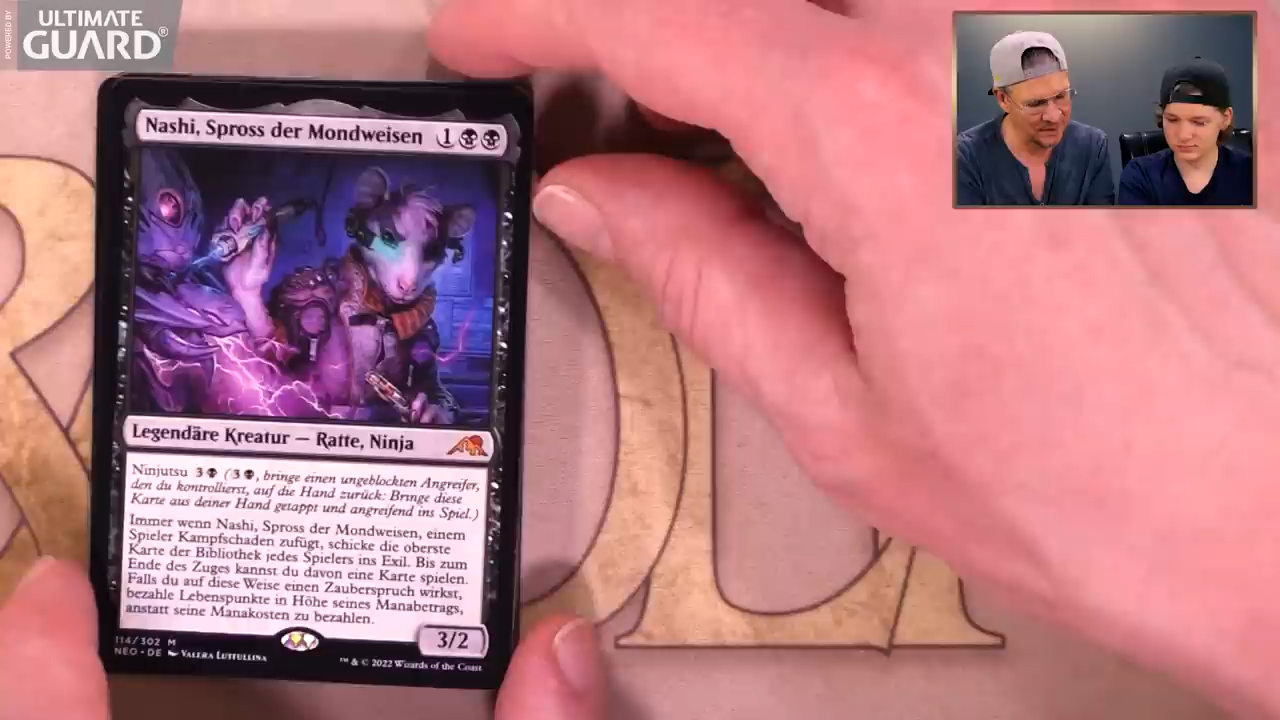 POWERED BY
ULTIMATE
GUARD®
Nashi, Spross der Mondweisen 1
Legendäre Kreatur — Ratte, Ninja
Ninjutsu 3 (3, bringe einen ungeblockten Angreifer,
den du kontrollierst, auf die Hand zurück: Bringe diese
Karte aus deiner Hand getappt und angreifend ins Spiel.)
Immer wenn Nashi, Spross der Mondweisen, einem
Spieler Kampfschaden zufügt, schicke die oberste
Karte der Bibliothek jedes Spielers ins Exil. Bis zum
Ende des Zuges kannst du davon eine Karte spielen.
Falls du auf diese Weise einen Zauberspruch wirkst,
bezahle Lebenspunkte in Höhe seines Manabetrags,
anstatt seine Manakosten zu bezahlen.
3/2
114/302 M
NEO • DE VALERA LUTFULLINA
™ & © 2022 Wizards of the Coast